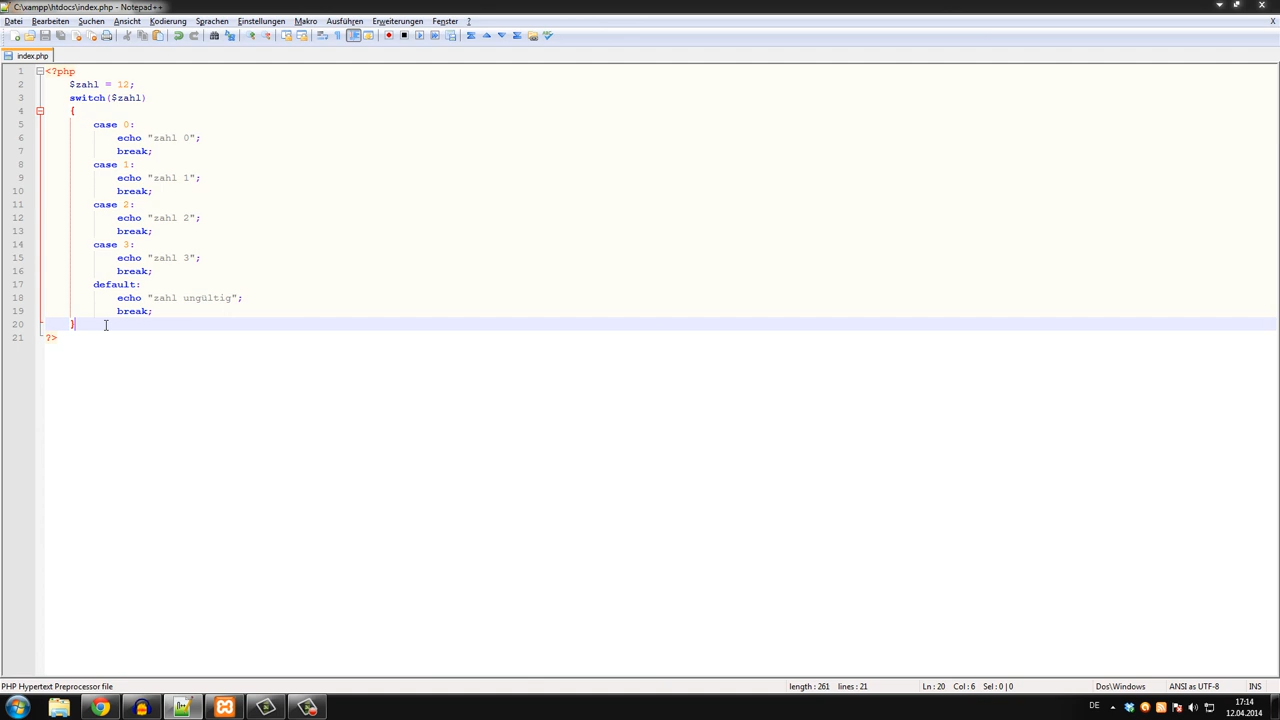 C:\xampp\htdocs\index.php - Notepad++
Datei Bearbeiten Suchen Ansicht Kodierung Sprachen Einstellungen Makro Ausführen Erweiterungen Fenster ? X
index.php
1 <?php
2 $zahl = 12;
3 switch($zahl)
4 {
5 case 0:
6 echo "zahl 0";
7 break;
8 case 1:
9 echo "zahl 1";
10 break;
11 case 2:
12 echo "zahl 2";
13 break;
14 case 3:
15 echo "zahl 3";
16 break;
17 default:
18 echo "zahl ungültig";
19 break;
20 }
21 ?>
PHP Hypertext Preprocessor file length : 261 lines : 21 Ln : 20 Col : 6 Sel : 0 | 0 Dos\Windows ANSI as UTF-8 INS
DE 17:14
12.04.2014